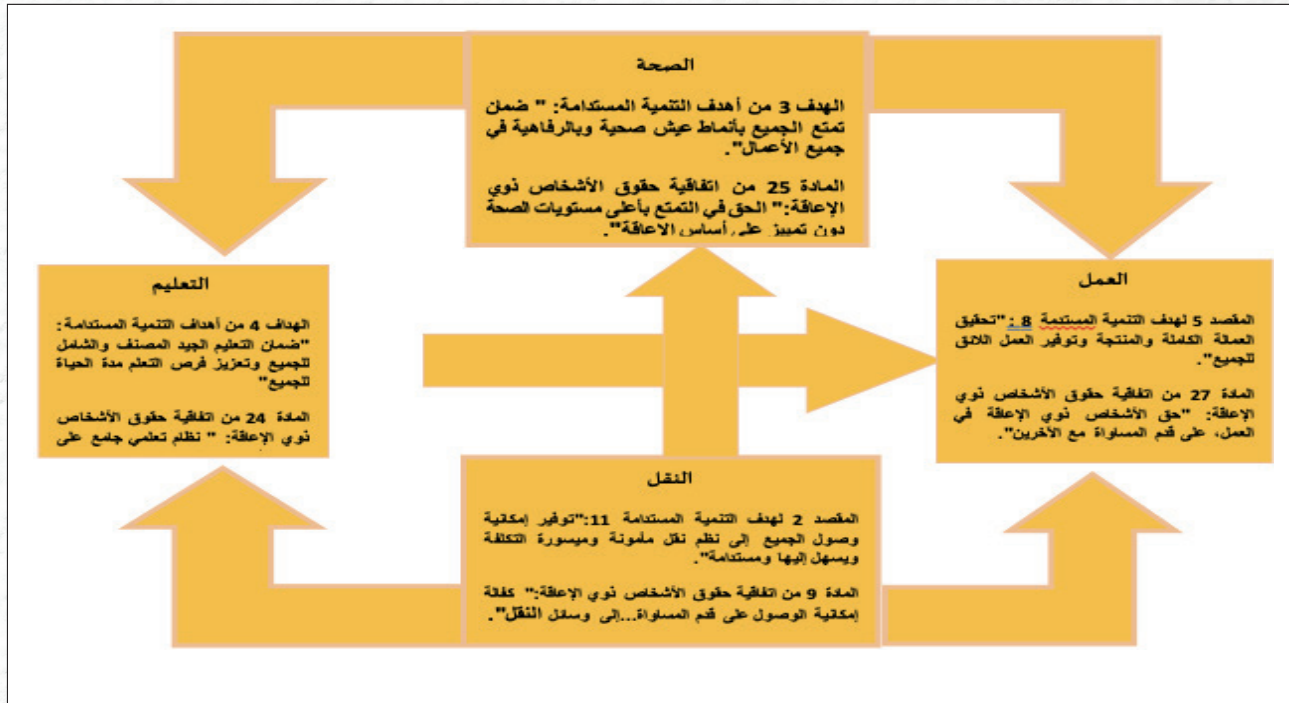 الصحة
الهدف 3 من أهدف التنمية المستدامة: " ضمان
تمتع الجميع بأنماط عيش صحية وبالرفاهية في
جميع الأعمال".
المادة 25 من اتفاقية حقوق الأشخاص ذوي
الإعاقة:" الحق في التمتع بأعلى مستويات الصحة
دون تمييز على أساس الاعاقة".
العمل
المقصد 5 لهدف التنمية المستدمة 8 :"تحقيق
العمالة الكاملة والمنتجة وتوفير العمل اللائق
للجميع".
المادة 27 من اتفاقية حقوق الأشخاص ذوي
الإعاقة: "حق الأشخاص ذوي الإعاقة في
العمل، على قدم المساواة مع الآخرين".
التعليم
الهداف 4 من أهداف التنمية المستدامة:
"ضمان التعليم الجيد المصنف والشامل
للجميع وتعزيز فرص التعلم مدة الحياة
للجميع"
المادة 24 من اتفاقية حقوق الأشخاص
ذوي الإعاقة: " نظلم تعلمي جامع على
النقل
المقصد 2 لهدف التنمية المستدامة 11:"توفير إمكانية
وصول الجميع إلى نظم نقل مأمونة وميسورة التكلفة
ويسهل إليها ومستدامة".
المادة 9 من اتفاقية حقوق الأشخاص ذوي الإعاقة:" كفالة
إمكانية الوصول على قدم المساواة...إلى وسائل النقل".